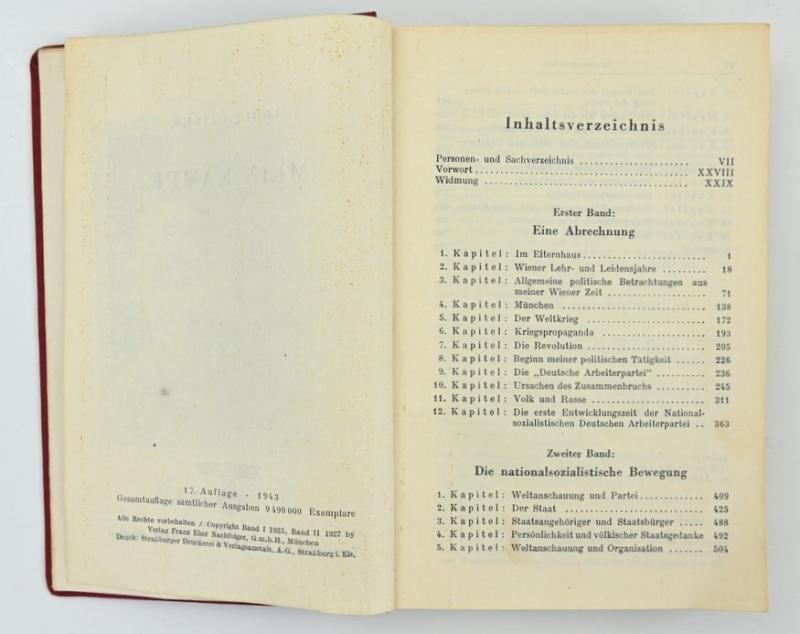 17. Auflage - 1943
Gesamtauflage sämtlicher Ausgaben 9 490 000 Exemplare
Alle Rechte vorbehalten / Copyright Band I 1925, Band II 1927 by
Verlag Franz Eher Nachfolger, G.m.b.H., München
Druck: Straßburger Druckerei & Verlagsanstalt, A.G., Straßburg i. Els.
Inhaltsverzeichnis
Personen- und Sachverzeichnis ..................... VII
Vorwort ..................... XXVIII
Widmung ..................... XXIX
Erster Band:
Eine Abrechnung
1. Kapitel: Im Elternhaus ..................... 1
2. Kapitel: Wiener Lehr- und Leidensjahre ......... 18
3. Kapitel: Allgemeine politische Betrachtungen aus
meiner Wiener Zeit ..................... 71
4. Kapitel: München ..................... 138
5. Kapitel: Der Weltkrieg ..................... 172
6. Kapitel: Kriegspropaganda ..................... 193
7. Kapitel: Die Revolution ..................... 205
8. Kapitel: Beginn meiner politischen Tätigkeit ...... 226
9. Kapitel: Die „Deutsche Arbeiterpartei" .......... 236
10. Kapitel: Ursachen des Zusammenbruchs ......... 245
11. Kapitel: Volk und Rasse ..................... 311
12. Kapitel: Die erste Entwicklungszeit der National-
sozialistischen Deutschen Arbeiterpartei .. 363
Zweiter Band:
Die nationalsozialistische Bewegung
1. Kapitel: Weltanschauung und Partei ............ 409
2. Kapitel: Der Staat ..................... 425
3. Kapitel: Staatsangehöriger und Staatsbürger ..... 488
4. Kapitel: Persönlichkeit und völkischer Staatsgedanke 492
5. Kapitel: Weltanschauung und Organisation ....... 504